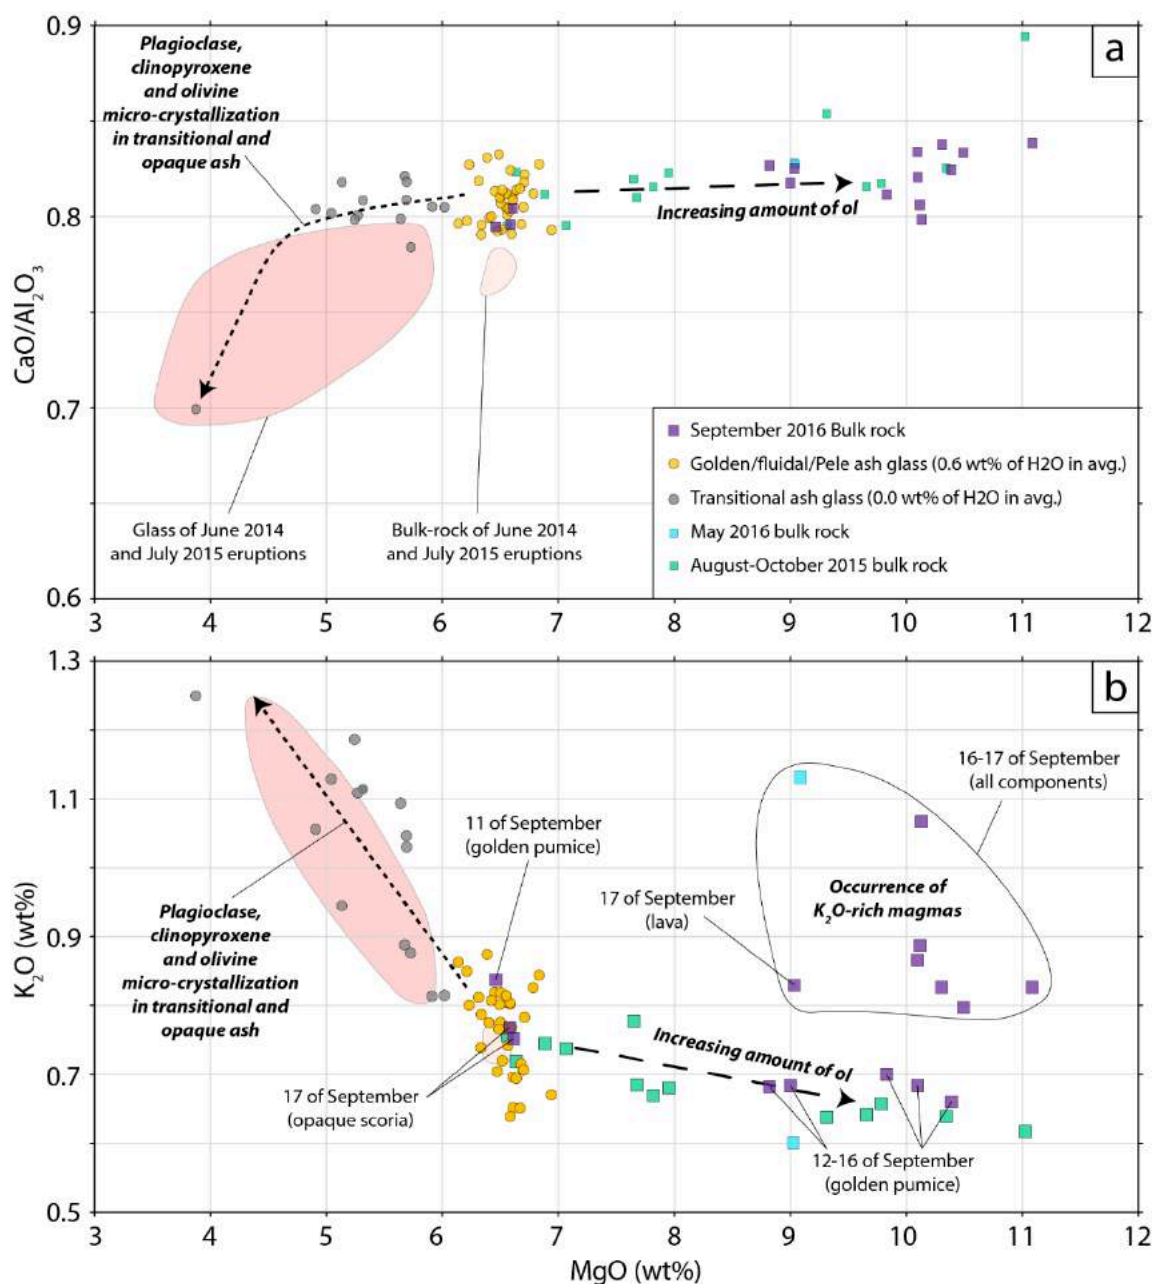 0.9
a
Plagioclase,
clinopyroxene
and olivine
micro-crystallization
in transitional and
opaque ash
0.8
Increasing amount of ol
CaO/Al2O3
0.7
September 2016 Bulk rock
Golden/fluidal/Pele ash glass (0.6 wt% of H2O in avg.)
Transitional ash glass (0.0 wt% of H2O in avg.)
May 2016 bulk rock
August-October 2015 bulk rock
Glass of June 2014
and July 2015 eruptions
Bulk-rock of June 2014
and July 2015 eruptions
0.6
3 4 5 6 7 8 9 10 11 12
1.3
b
16-17 of September
(all components)
1.1
11 of September
(golden pumice)
Occurrence of
K2O-rich magmas
17 of September
(lava)
K2O (wt%)
0.9
Plagioclase,
clinopyroxene
and olivine
micro-crystallization
in transitional and
opaque ash
Increasing amount of ol
0.7
17 of September
(opaque scoria)
12-16 of September
(golden pumice)
0.5
3 4 5 6 7 8 9 10 11 12
MgO (wt%)